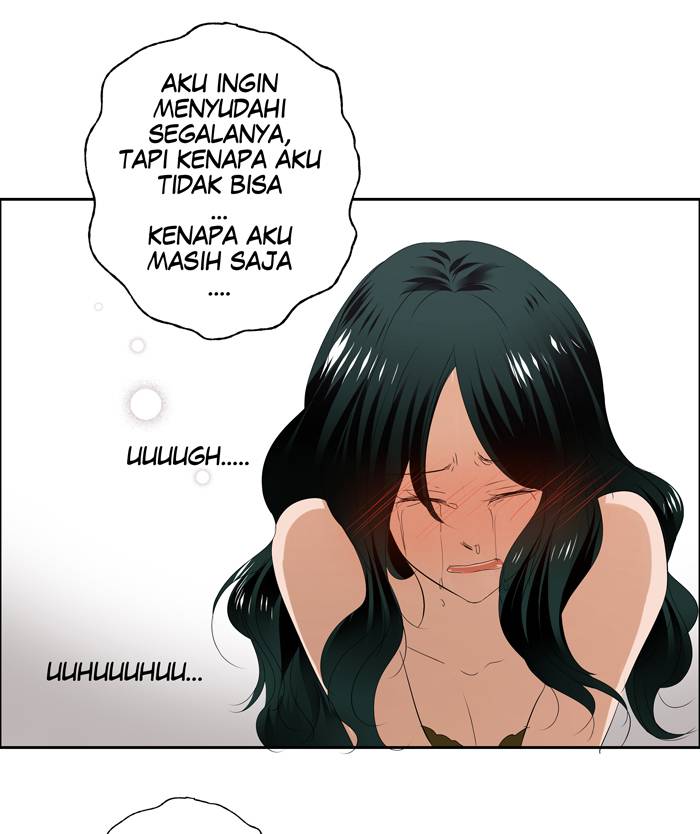 AKU INGIN
MENYUDAHI
SEGALANYA,
TAPI KENAPA AKU
TIDAK BISA
...
KENAPA AKU
MASIH SAJA
....
UUUUGH.....
UUHUUUHUU...